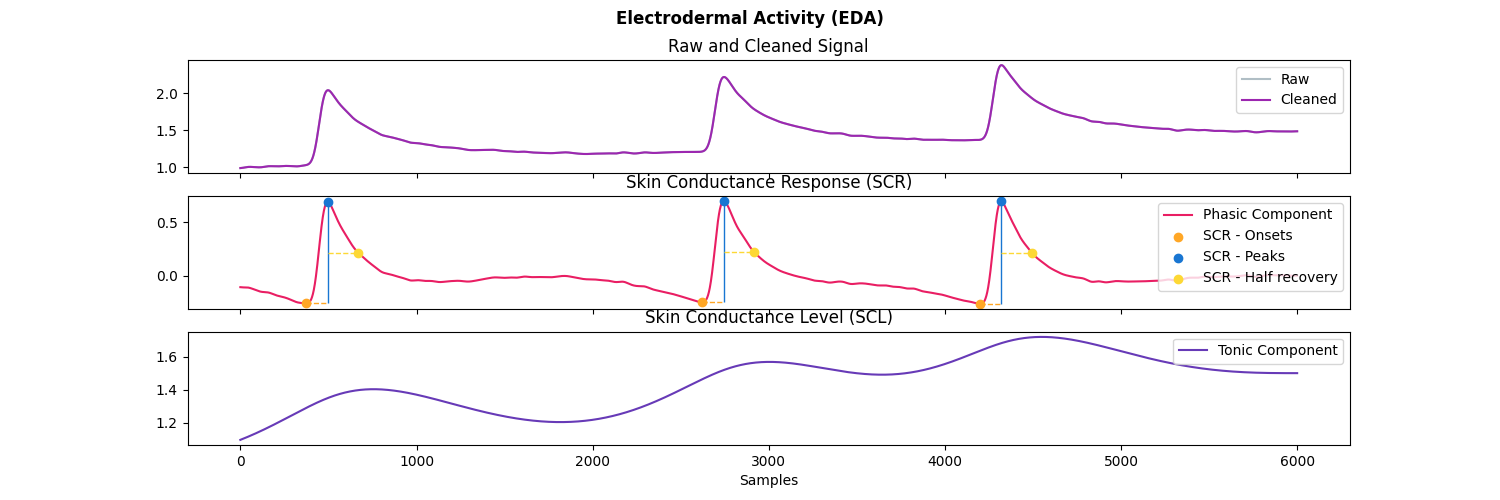 Electrodermal Activity (EDA)
Raw and Cleaned Signal
2.0
1.5
1.0
Raw
Cleaned
Skin Conductance Response (SCR)
0.5
0.0
Phasic Component
SCR - Onsets
SCR - Peaks
SCR - Half recovery
Skin Conductance Level (SCL)
1.6
1.4
1.2
Tonic Component
0 1000 2000 3000 4000 5000 6000
Samples